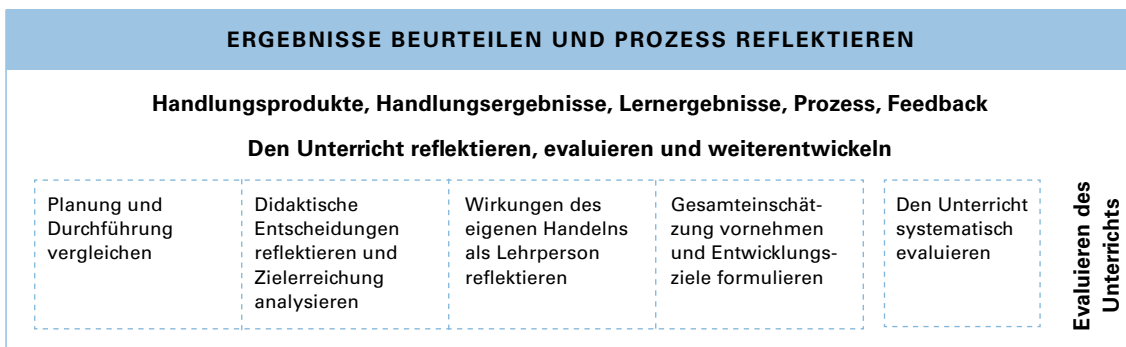 ERGEBNISSE BEURTEILEN UND PROZESS REFLEKTIEREN
Handlungsprodukte, Handlungsergebnisse, Lernergebnisse, Prozess, Feedback
Den Unterricht reflektieren, evaluieren und weiterentwickeln
Planung und
Durchführung
vergleichen
Didaktische
Entscheidungen
reflektieren und
Zielerreichung
analysieren
Wirkungen des
eigenen Handelns
als Lehrperson
reflektieren
Gesamteinschät-
zung vornehmen
und Entwicklungs-
ziele formulieren
Den Unterricht
systematisch
evaluieren
Evaluieren des
Unterrichts